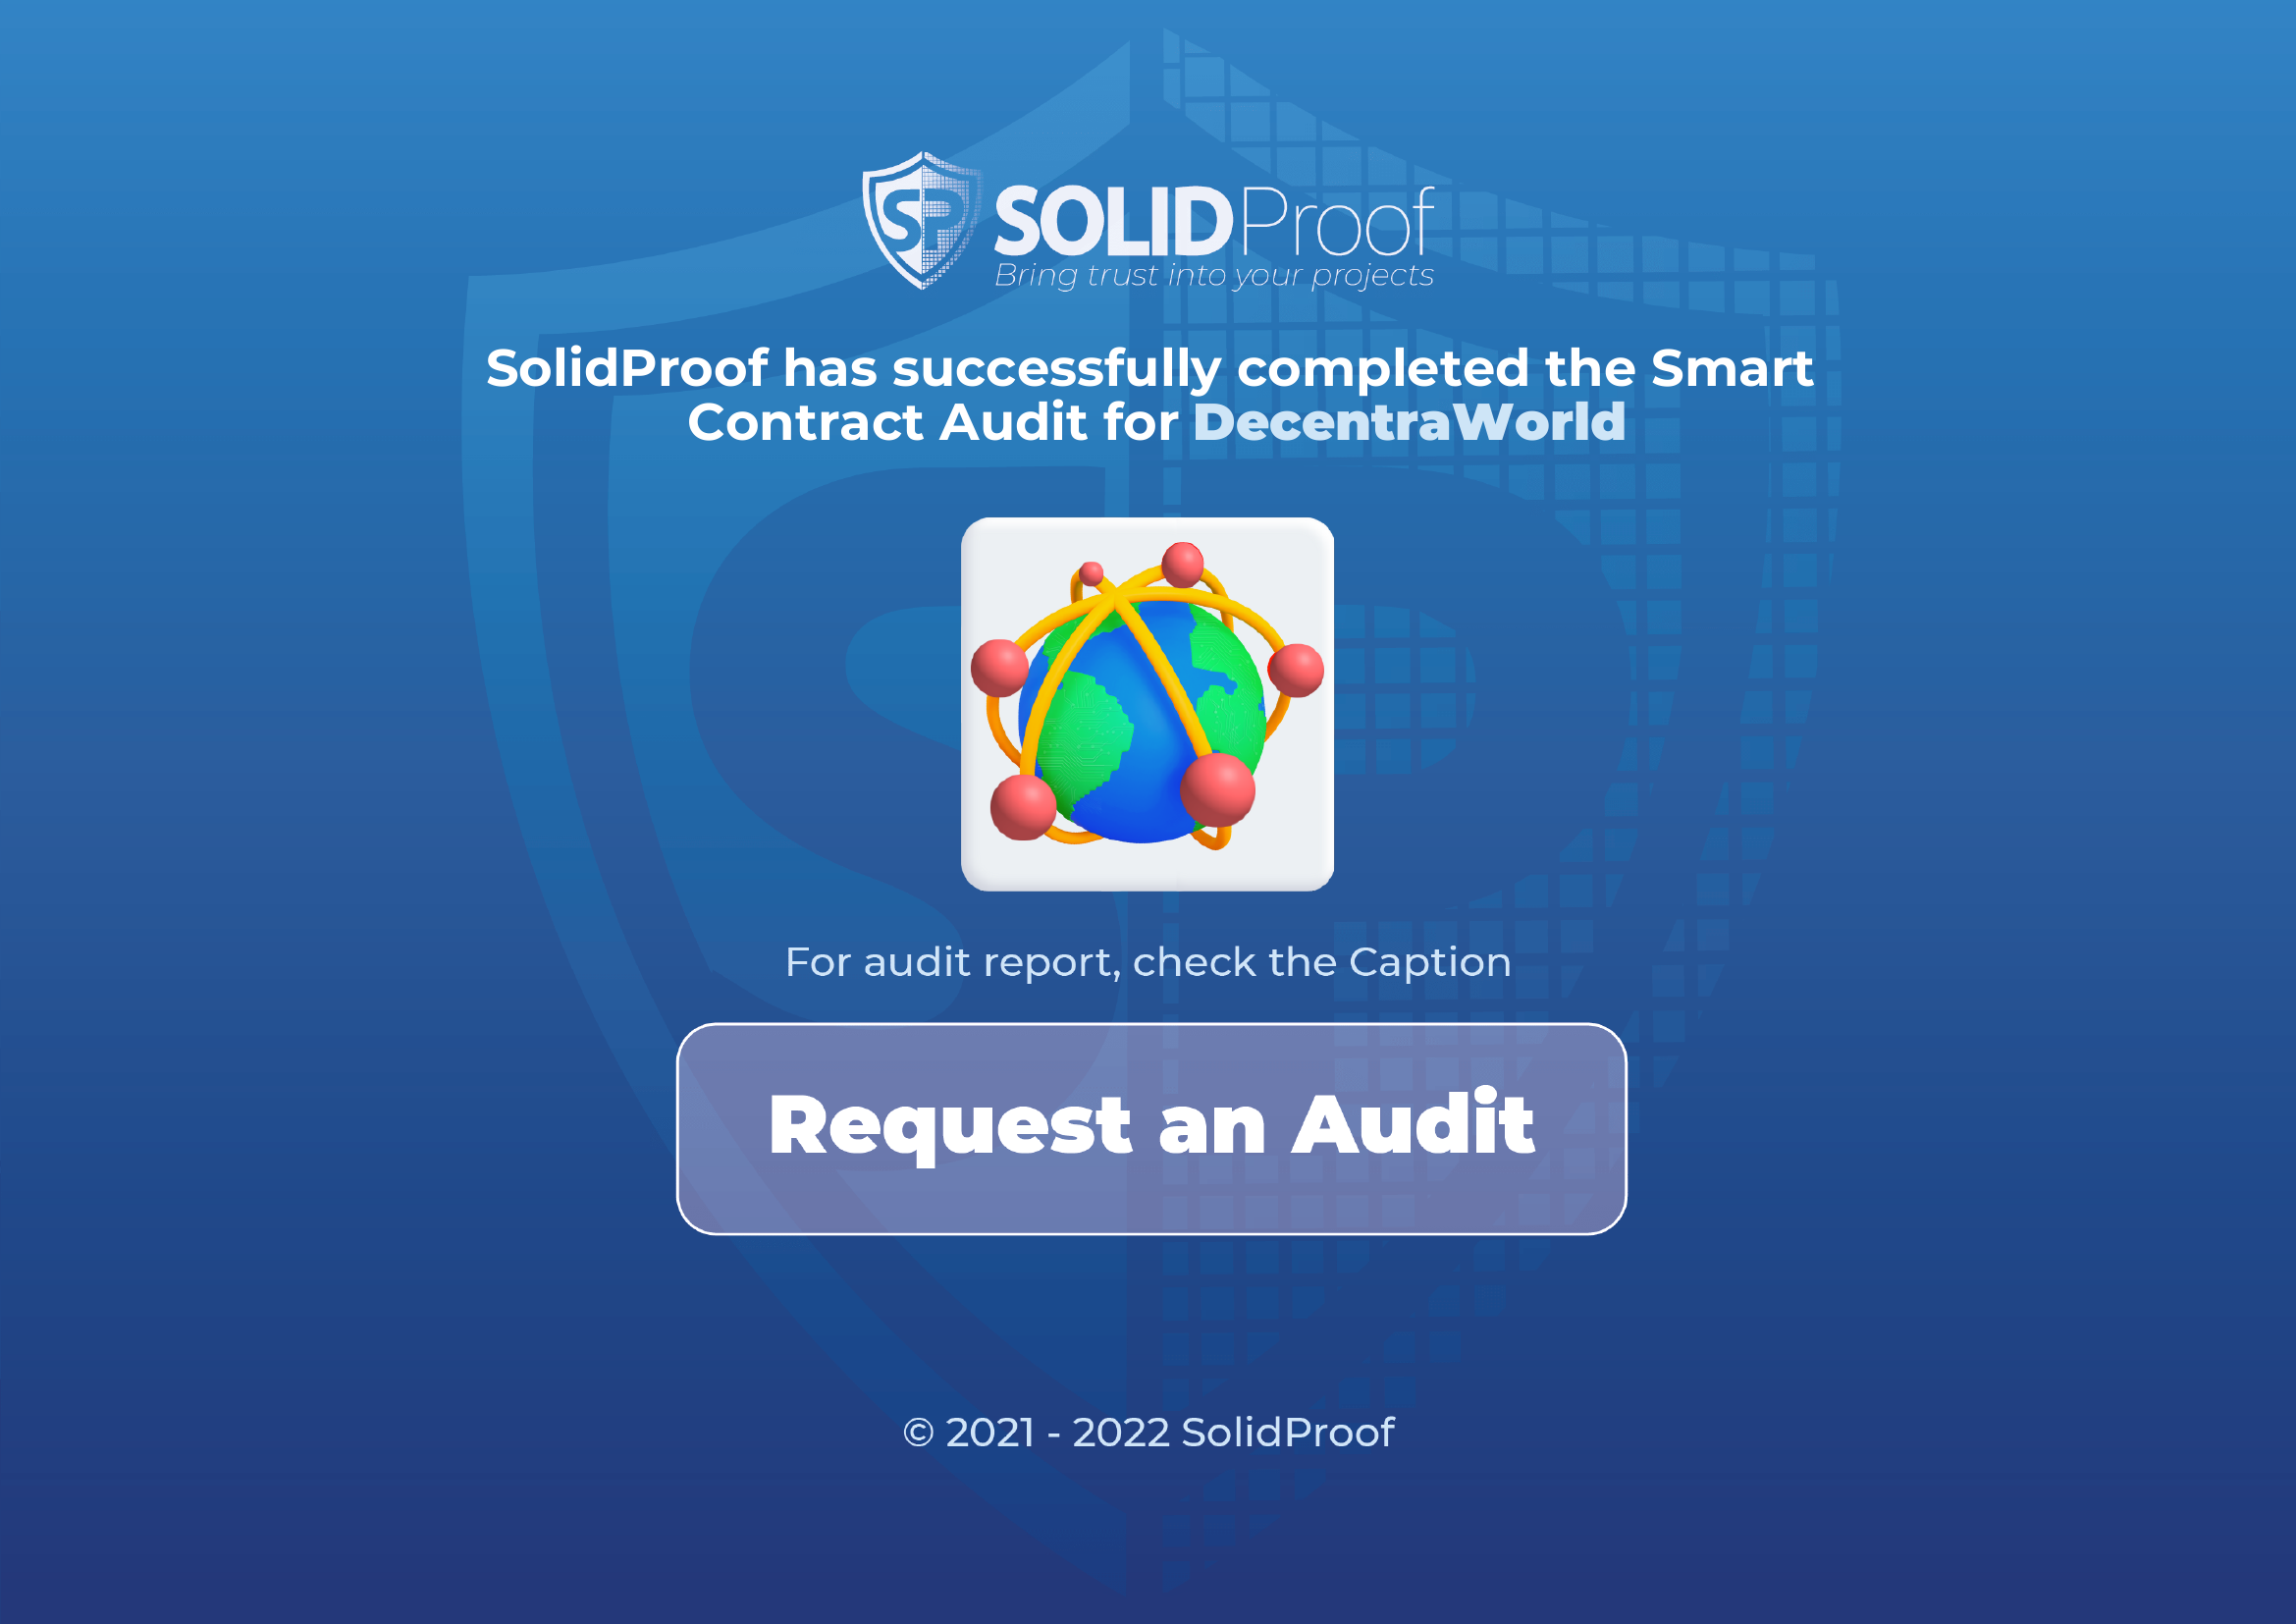 SP SOLIDProof
Bring trust into your projects
SolidProof has successfully completed the Smart
Contract Audit for DecentraWorld
For audit report, check the Caption
Request an Audit
© 2021 - 2022 SolidProof